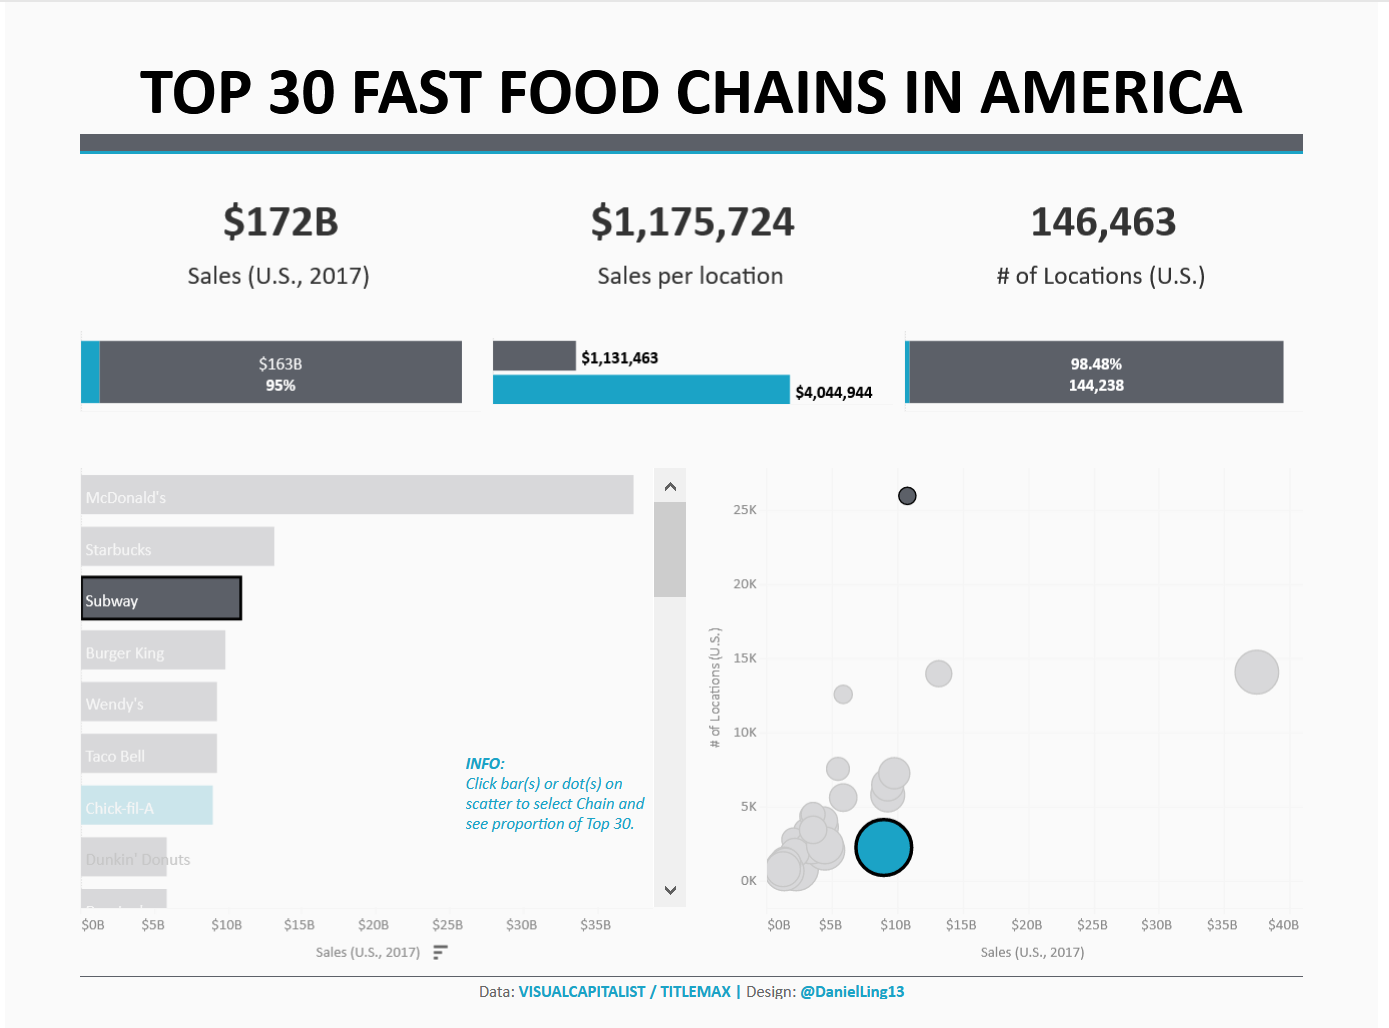 TOP 30 FAST FOOD CHAINS IN AMERICA
$172B
Sales (U.S., 2017)
$1,175,724
Sales per location
146,463
# of Locations (U.S.)
$163B
95%
$1,131,463
$4,044,944
98.48%
144,238
McDonald's
Starbucks
Subway
Burger King
Wendy's
Taco Bell
Chick-fil-A
Dunkin' Donuts
INFO:
Click bar(s) or dot(s) on
scatter to select Chain and
see proportion of Top 30.
$0B $5B $10B $15B $20B $25B $30B $35B
Sales (U.S., 2017)
# of Locations (U.S.)
25K
20K
15K
10K
5K
0K
$0B $5B $10B $15B $20B $25B $30B $35B $40B
Sales (U.S., 2017)
Data: VISUALCAPITALIST / TITLEMAX | Design: @DanielLing13